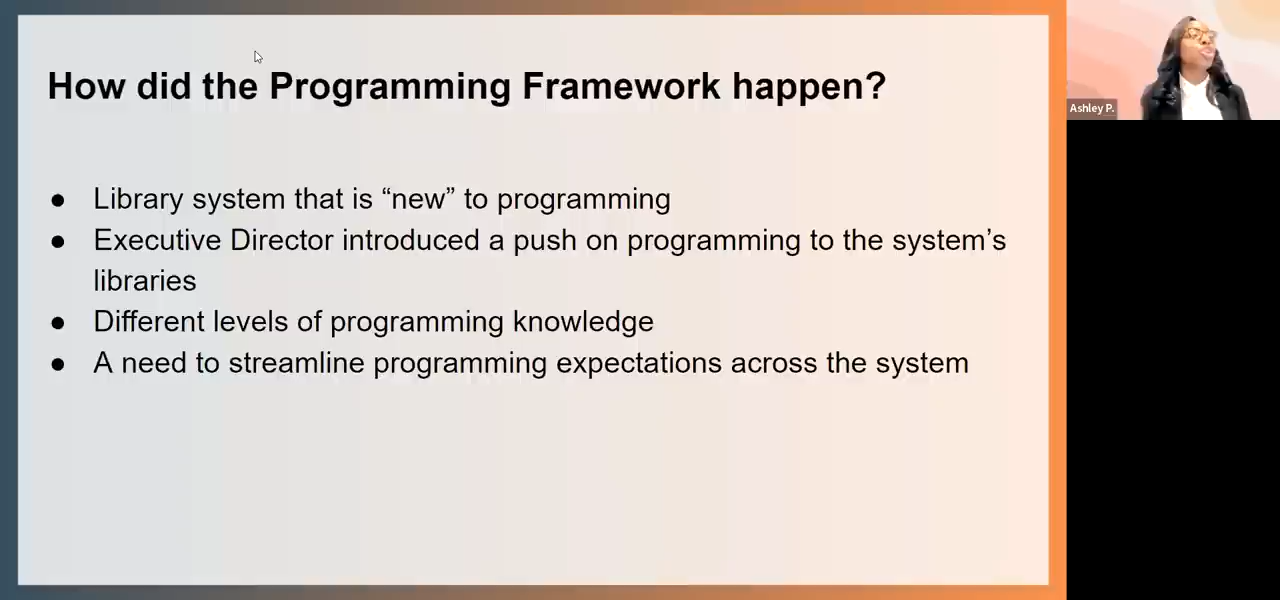 How did the Programming Framework happen?
● Library system that is “new” to programming
● Executive Director introduced a push on programming to the system’s
libraries
● Different levels of programming knowledge
● A need to streamline programming expectations across the system
Ashley P.